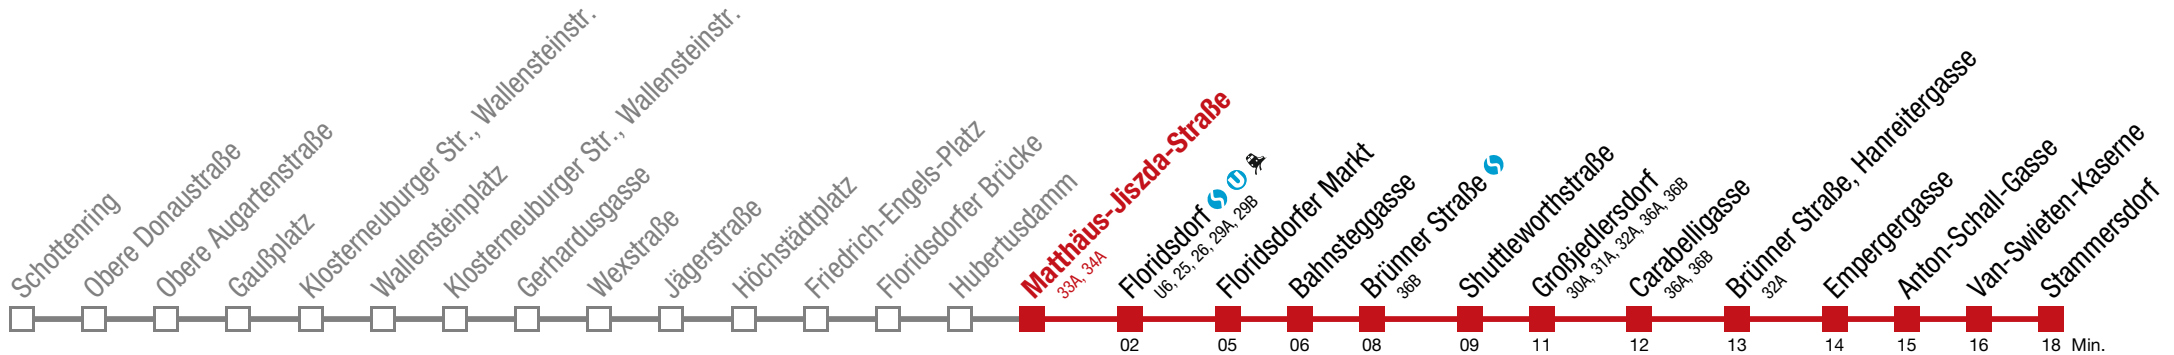 Schottenring
Obere Donaustraße
Obere Augartenstraße
Gaußplatz
Klosterneuburger Str., Wallensteinstr.
Wallensteinplatz
Klosterneuburger Str., Wallensteinstr.
Gerhardusgasse
Wexstraße
Jägerstraße
Höchstädtplatz
Friedrich-Engels-Platz
Floridsdorfer Brücke
Hubertusdamm
Matthäus-Jiszda-Straße
33A, 34A
Floridsdorf S U
U6, 25, 26, 29A, 29B
Floridsdorfer Markt
Bahnsteggasse
Brünner Straße S
36B
Shuttleworthstraße
Großjedlersdorf
30A, 31A, 32A, 36A, 36B
Carabelligasse
36A, 36B
Brünner Straße, Hanreitergasse
32A
Empergergasse
Anton-Schall-Gasse
Van-Swieten-Kaserne
Stammersdorf
02 05 06 08 09 11 12 13 14 15 16 18 Min.